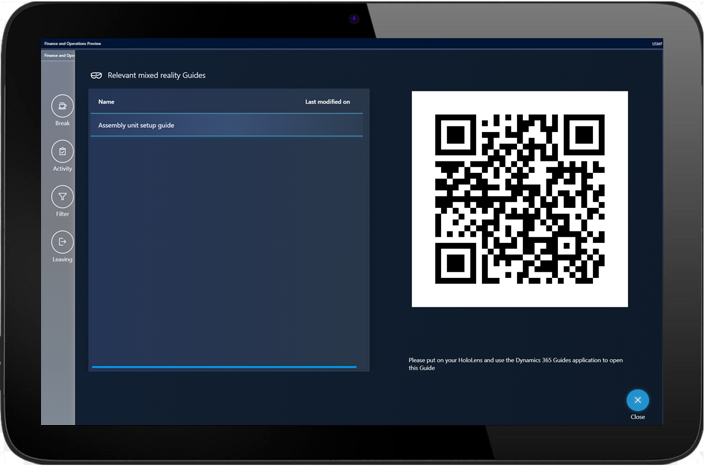 Finance and Operations Preview
USMF
Finance and Oper
Relevant mixed reality Guides
Name
Last modified on
Assembly unit setup guide
Break
Activity
Filter
Leaving
Please put on your HoloLens and use the Dynamics 365 Guides application to open
this Guide
Close